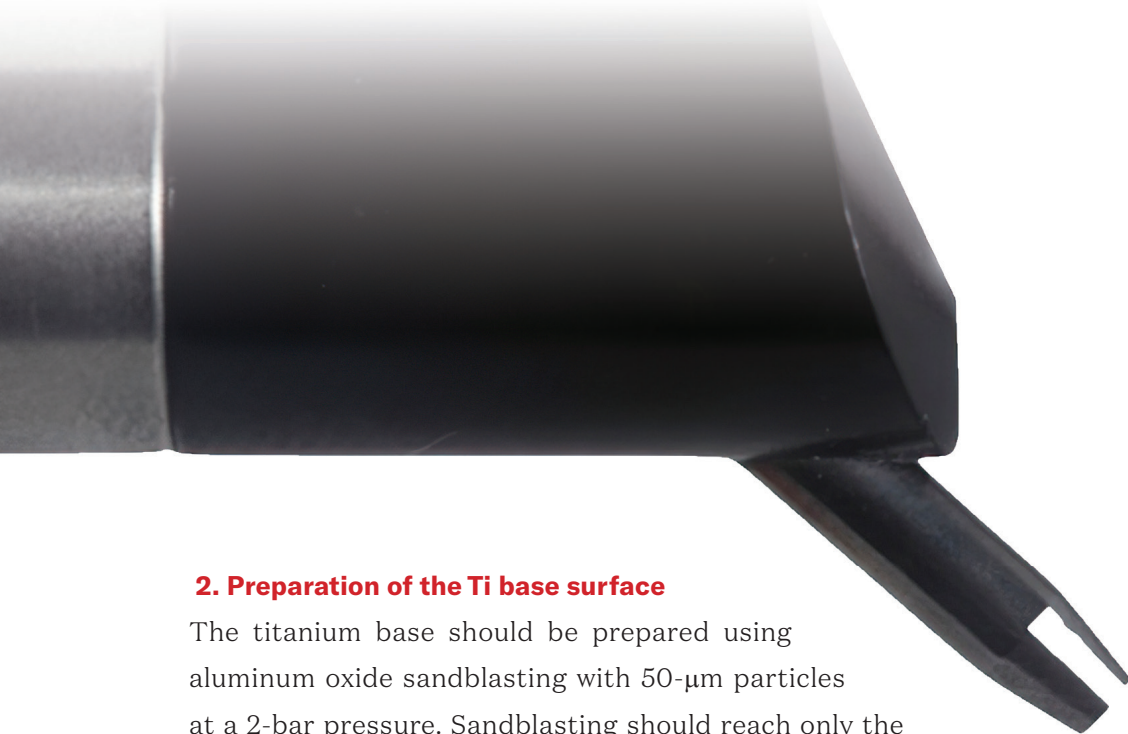 2. Preparation of the Ti base surface
The titanium base should be prepared using
aluminum oxide sandblasting with 50-μm particles
at a 2-bar pressure. Sandblasting should reach only the